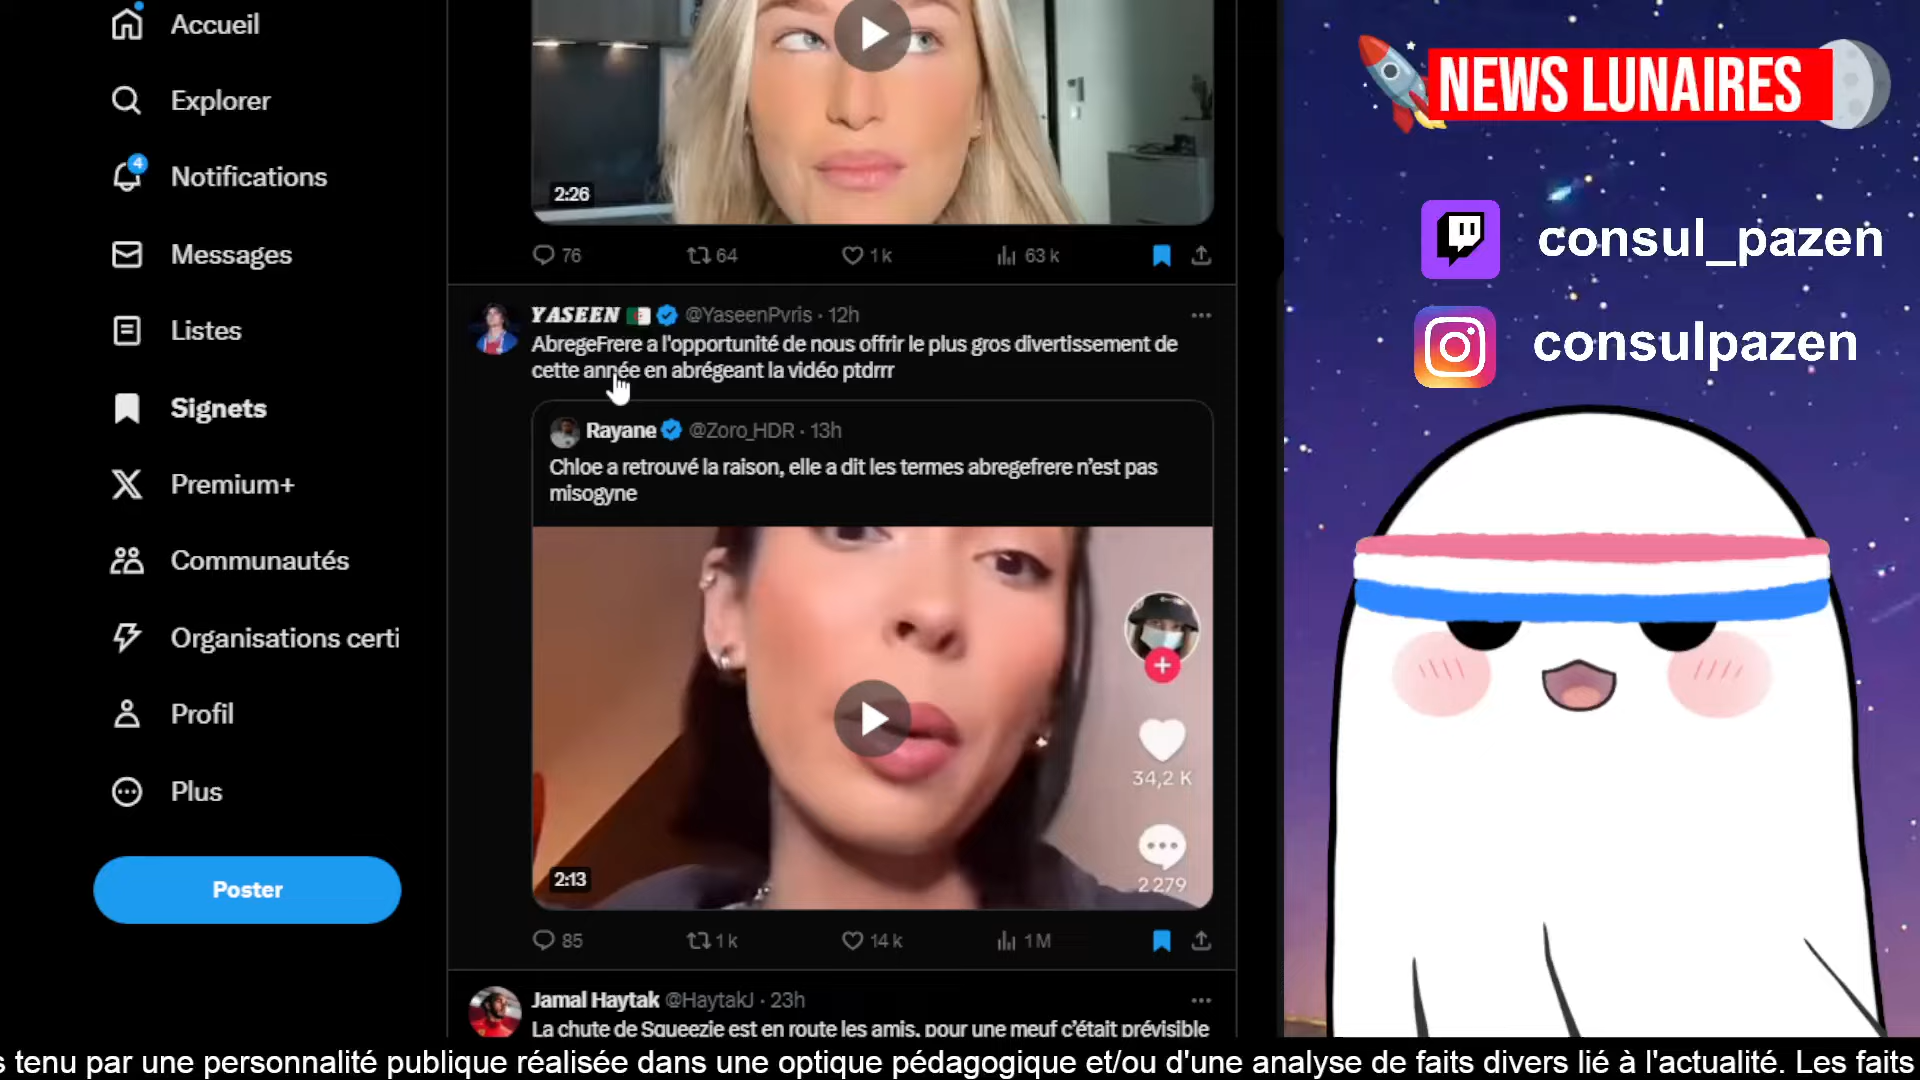 Accueil
Explorer
4
Notifications
Messages
Listes
Signets
Premium+
Communautés
Organisations certi
Profil
Plus
Poster
2:26
76
64
1 k
63 k
YASEEN @YaseenPvris · 12h
AbregeFrere a l'opportunité de nous offrir le plus gros divertissement de
cette année en abrégeant la vidéo ptdrrr
Rayane @Zoro_HDR · 13h
Chloe a retrouvé la raison, elle a dit les termes abregefrere n'est pas
misogyne
34,2 K
2 279
2:13
85
1 k
14 k
1 M
Jamal Haytak @HaytakJ · 23h
La chute de Squeezie est en route les amis, pour une meuf c'était prévisible
NEWS LUNAIRES
consul_pazen
consulpazen
s tenu par une personnalité publique réalisée dans une optique pédagogique et/ou d'une analyse de faits divers lié à l'actualité. Les faits